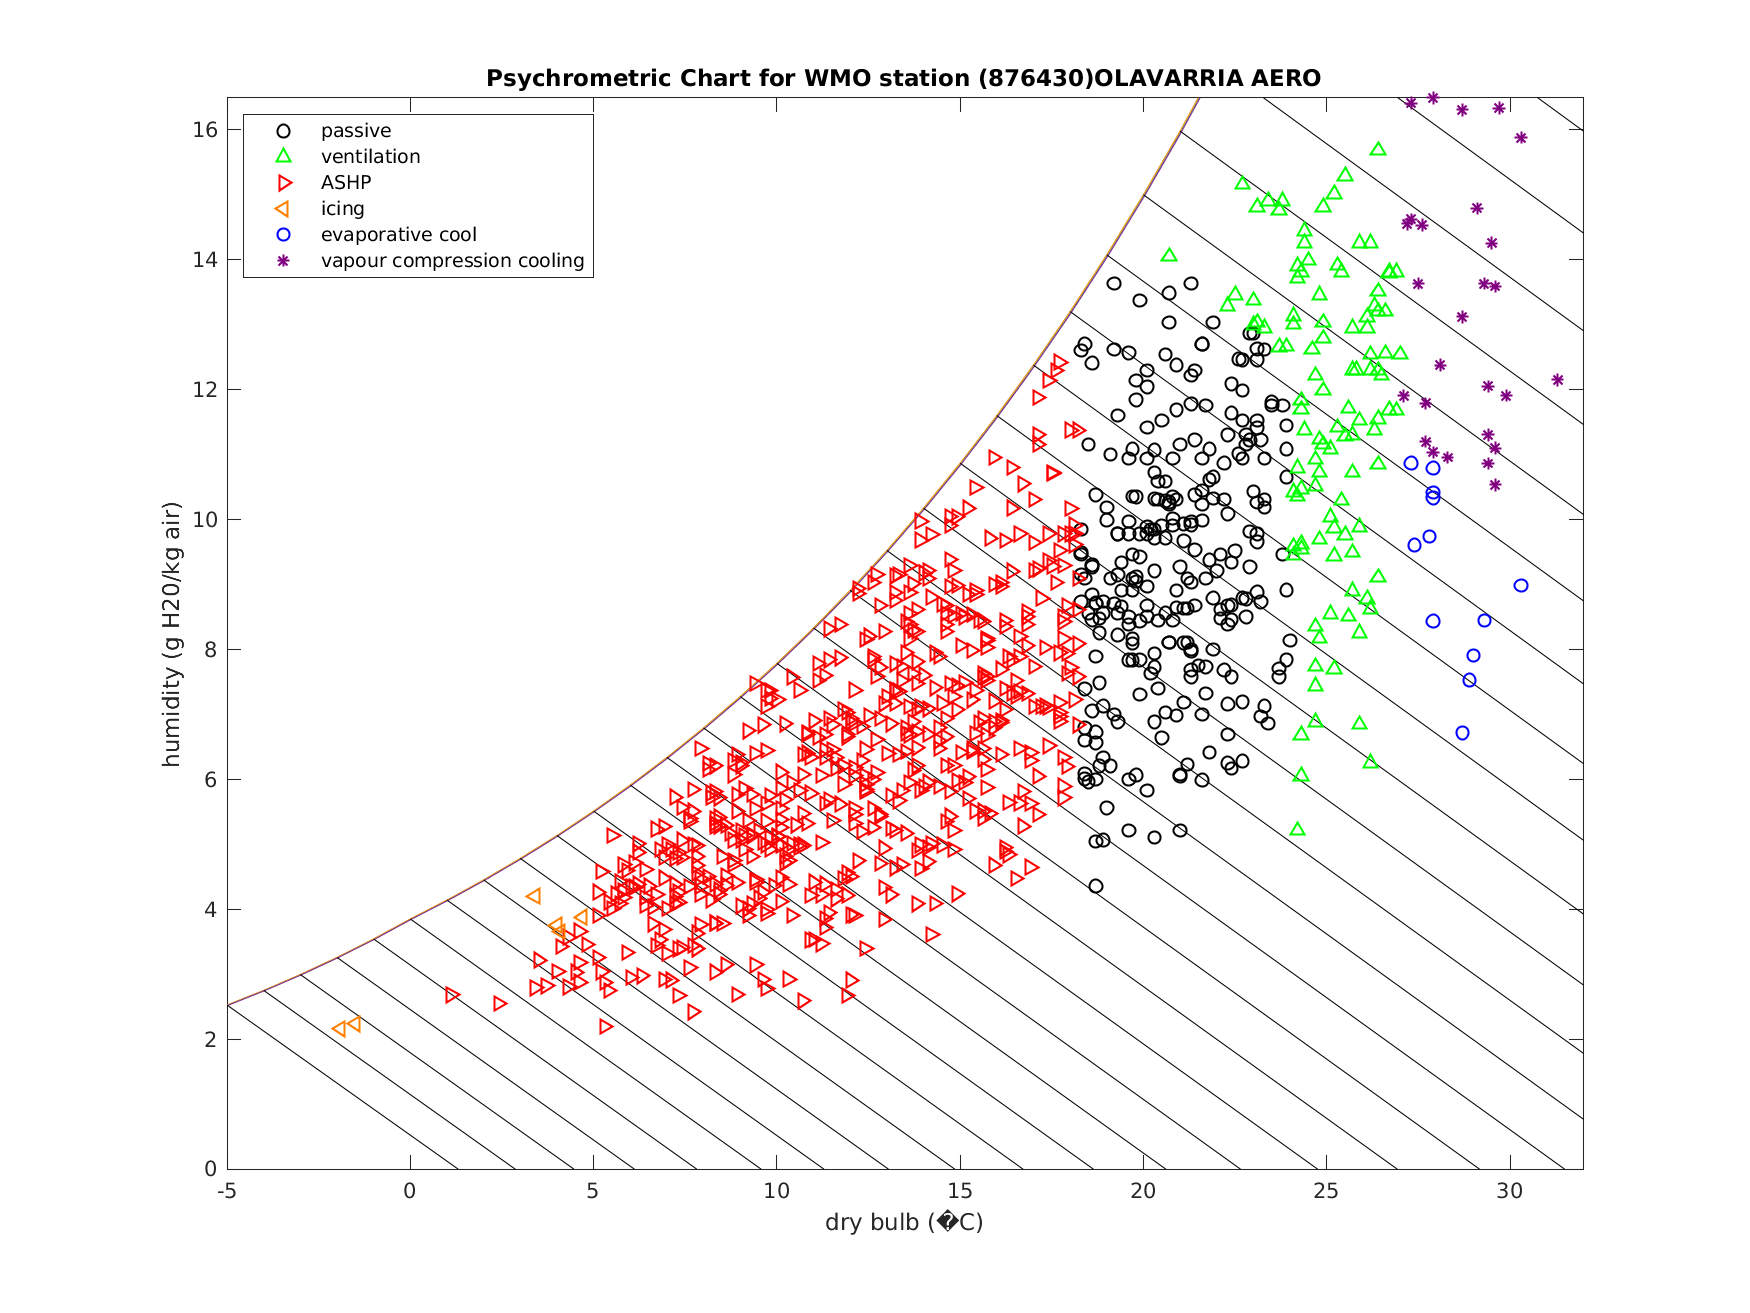 Psychrometric Chart for WMO station (876430)OLAVARRIA AERO
passive
ventilation
ASHP
icing
evaporative cool
vapour compression cooling
16
14
12
10
8
6
4
2
0
humidity (g H20/kg air)
-5 0 5 10 15 20 25 30
dry bulb (�C)